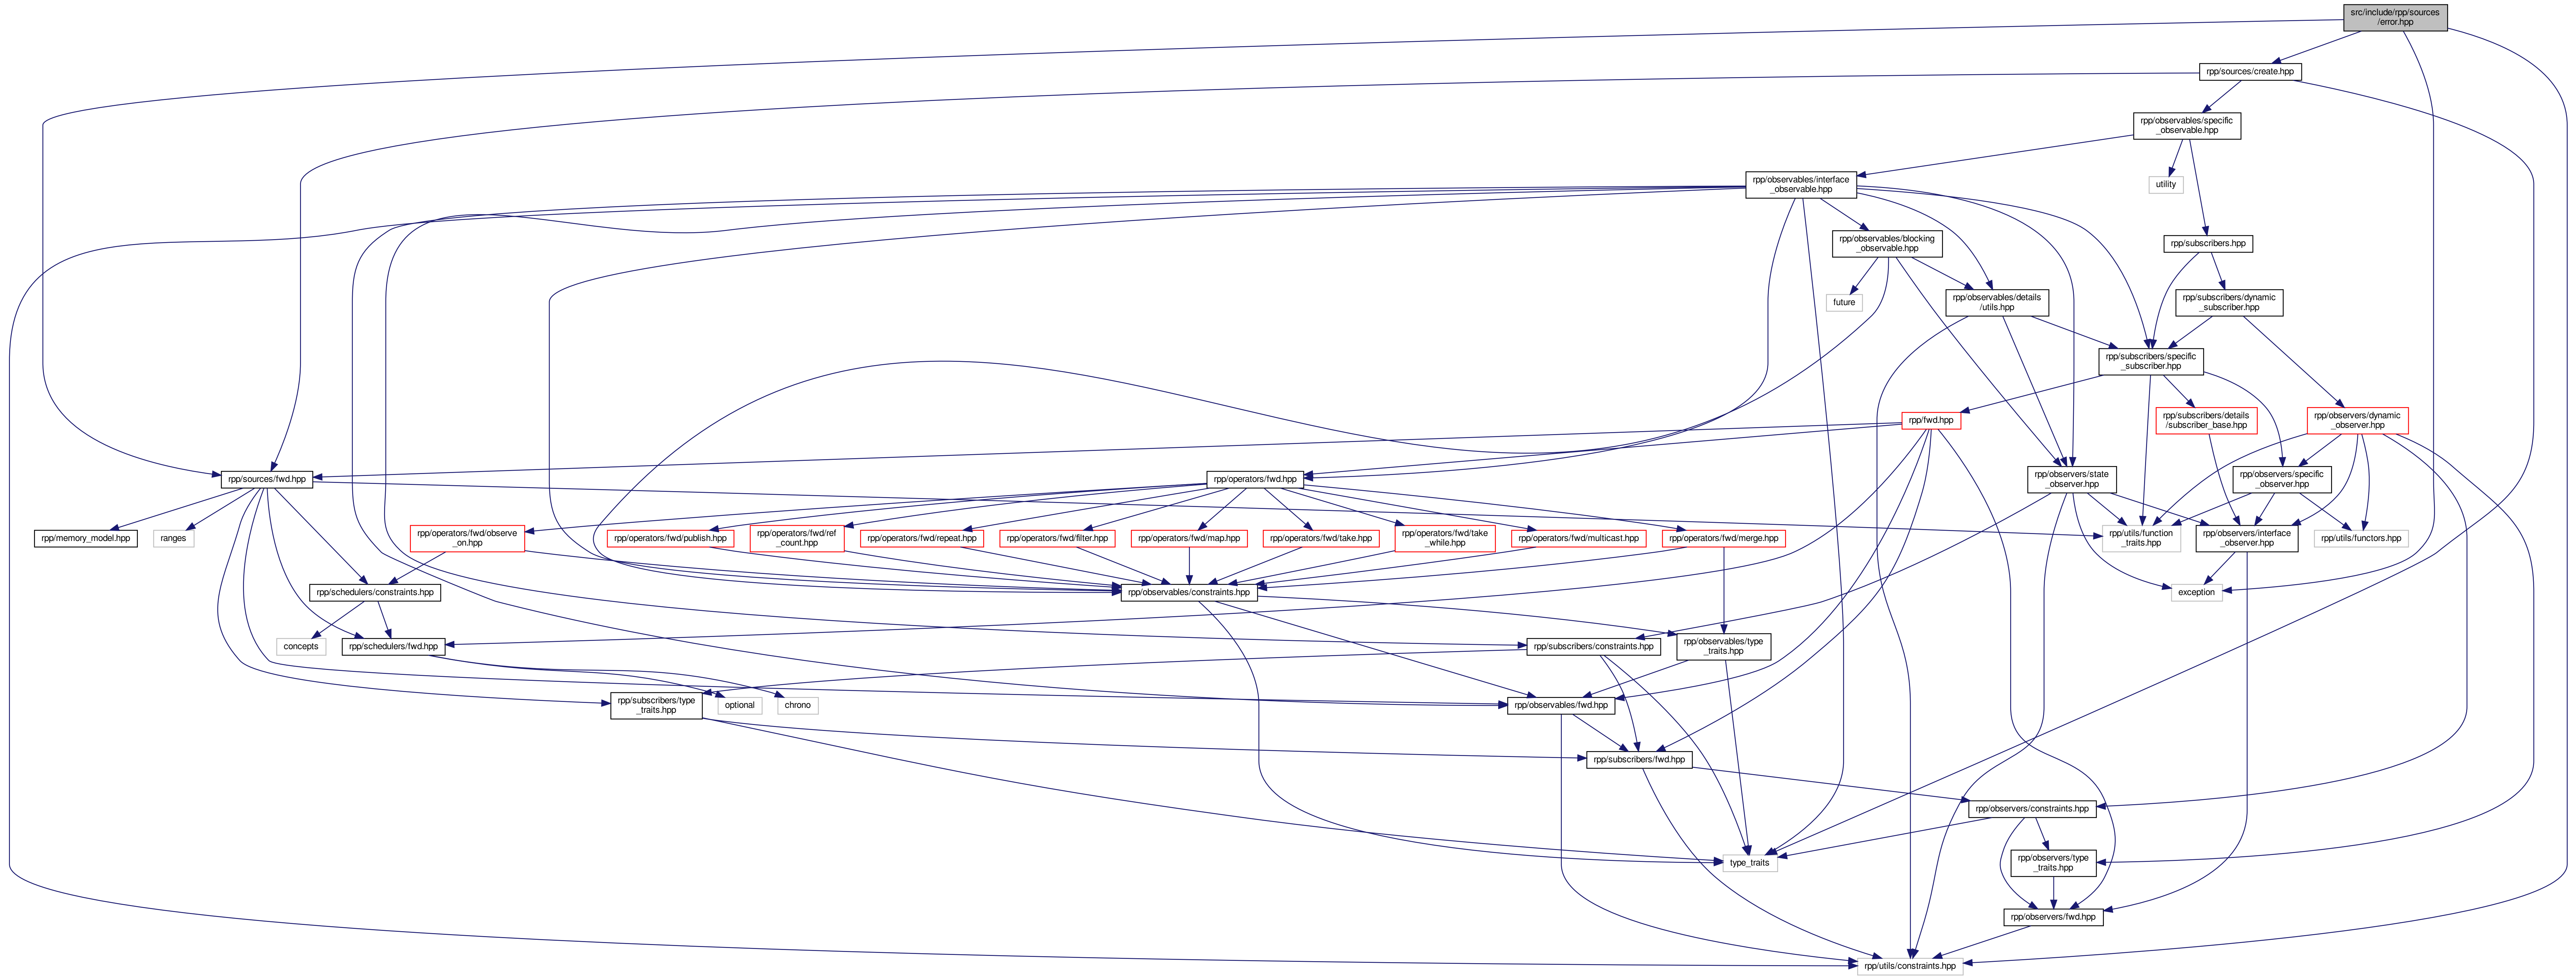 src/include/rpp/sources
/error.hpp
rpp/sources/create.hpp
rpp/observables/specific
_observable.hpp
rpp/observables/interface
_observable.hpp
utility
rpp/observables/blocking
_observable.hpp
rpp/subscribers.hpp
future
rpp/observables/details
/utils.hpp
rpp/subscribers/dynamic
_subscriber.hpp
rpp/subscribers/specific
_subscriber.hpp
rpp/fwd.hpp
rpp/subscribers/details
/subscriber_base.hpp
rpp/observers/dynamic
_observer.hpp
rpp/sources/fwd.hpp
rpp/operators/fwd.hpp
rpp/observers/state
_observer.hpp
rpp/observers/specific
_observer.hpp
rpp/memory_model.hpp
ranges
rpp/operators/fwd/observe
_on.hpp
rpp/operators/fwd/publish.hpp
rpp/operators/fwd/ref
_count.hpp
rpp/operators/fwd/repeat.hpp
rpp/operators/fwd/filter.hpp
rpp/operators/fwd/map.hpp
rpp/operators/fwd/take.hpp
rpp/operators/fwd/take
_while.hpp
rpp/operators/fwd/multicast.hpp
rpp/operators/fwd/merge.hpp
rpp/utils/function
_traits.hpp
rpp/observers/interface
_observer.hpp
rpp/utils/functors.hpp
rpp/schedulers/constraints.hpp
rpp/observables/constraints.hpp
exception
concepts
rpp/schedulers/fwd.hpp
rpp/subscribers/constraints.hpp
rpp/observables/type
_traits.hpp
rpp/subscribers/type
_traits.hpp
optional
chrono
rpp/observables/fwd.hpp
rpp/subscribers/fwd.hpp
rpp/observers/constraints.hpp
type_traits
rpp/observers/type
_traits.hpp
rpp/observers/fwd.hpp
rpp/utils/constraints.hpp